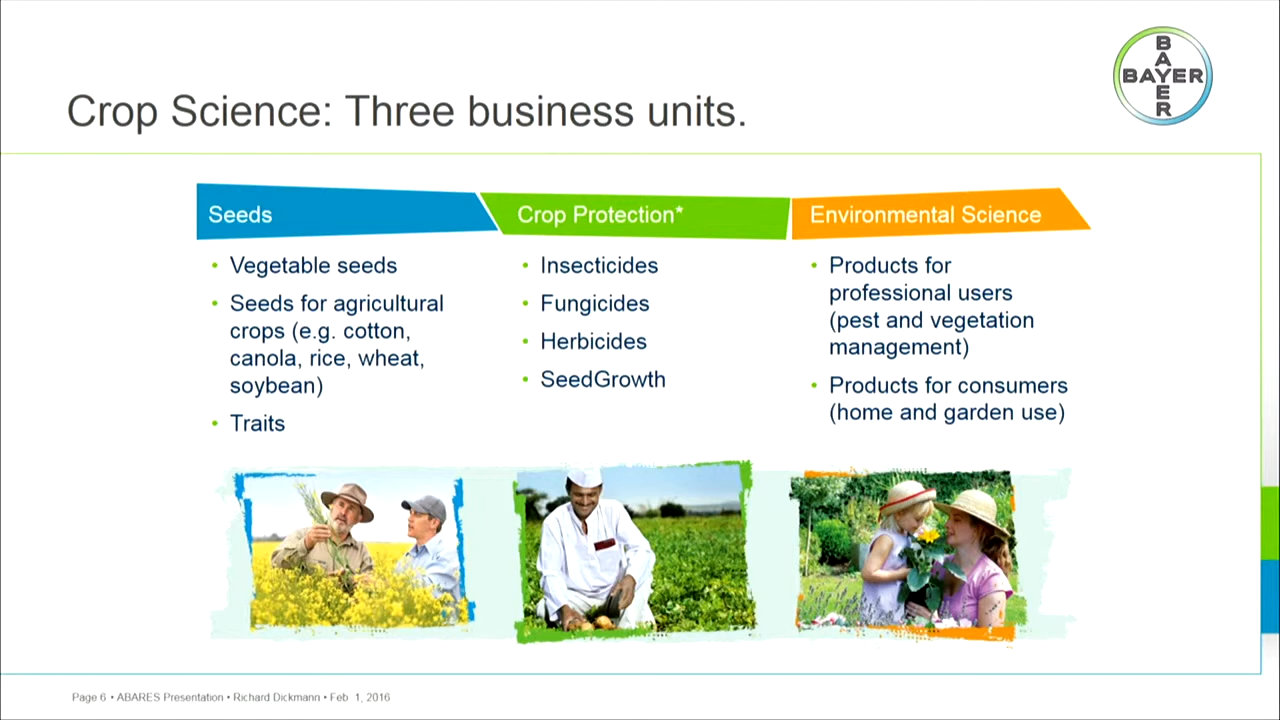 BAYER
BAYER
Crop Science: Three business units.
Seeds
• Vegetable seeds
• Seeds for agricultural
crops (e.g. cotton,
canola, rice, wheat,
soybean)
• Traits
Crop Protection*
• Insecticides
• Fungicides
• Herbicides
• SeedGrowth
Environmental Science
• Products for
professional users
(pest and vegetation
management)
• Products for consumers
(home and garden use)
Page 6 • ABARES Presentation • Richard Dickmann • Feb 1, 2016